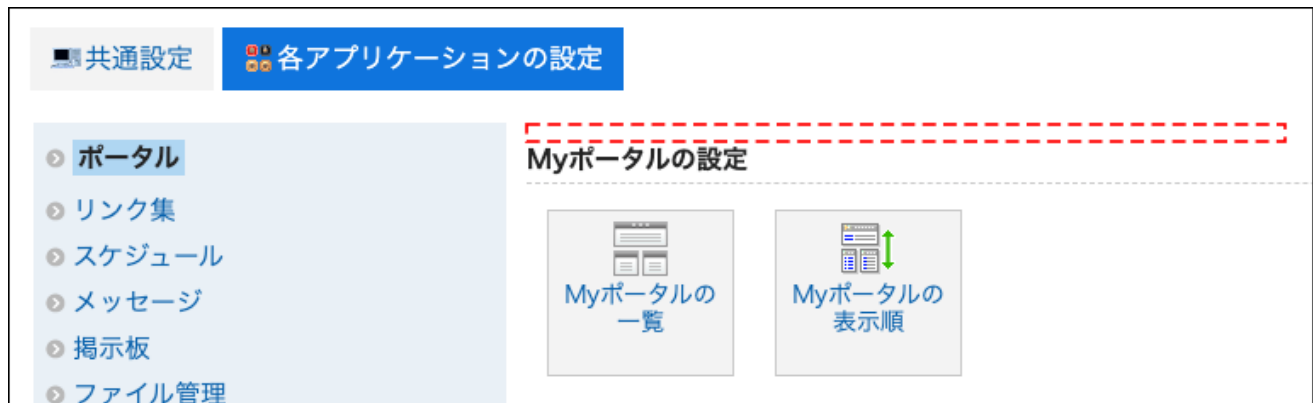 共通設定
各アプリケーションの設定
ポータル
リンク集
スケジュール
メッセージ
掲示板
ファイル管理
Myポータルの設定
Myポータルの
一覧
Myポータルの
表示順